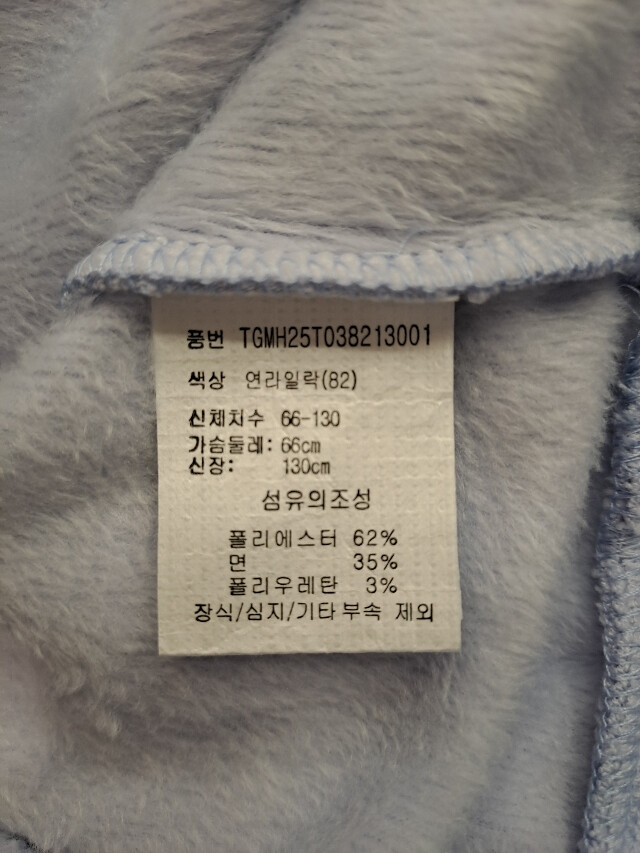 품번 TGMH25T038213001
색상 연라일락(82)
신체치수 66-130
가슴둘레: 66cm
신장: 130cm
섬유의조성
폴리에스터 62%
면 35%
폴리우레탄 3%
장식/심지/기타부속 제외